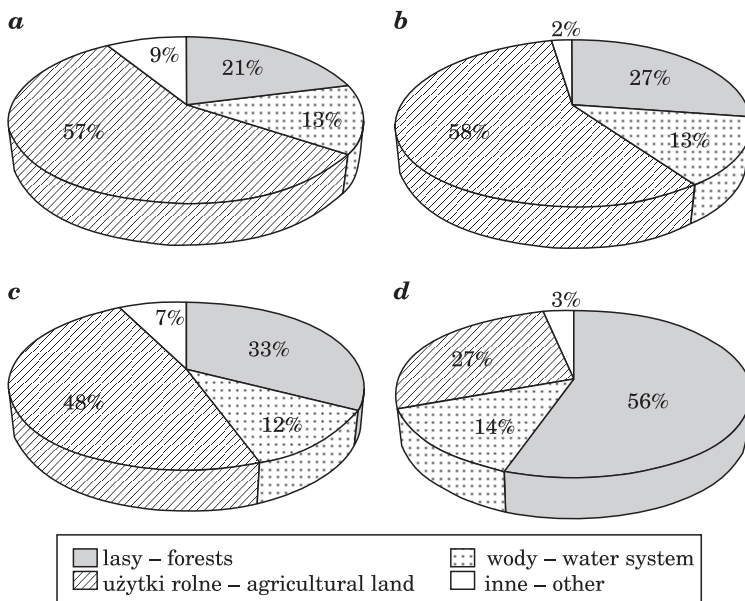 a
b
9%
21%
2%
27%
57%
13%
58%
13%
c
d
7%
33%
3%
27%
56%
48%
12%
14%
lasy – forests
wody – water system
użytki rolne – agricultural land
inne – other